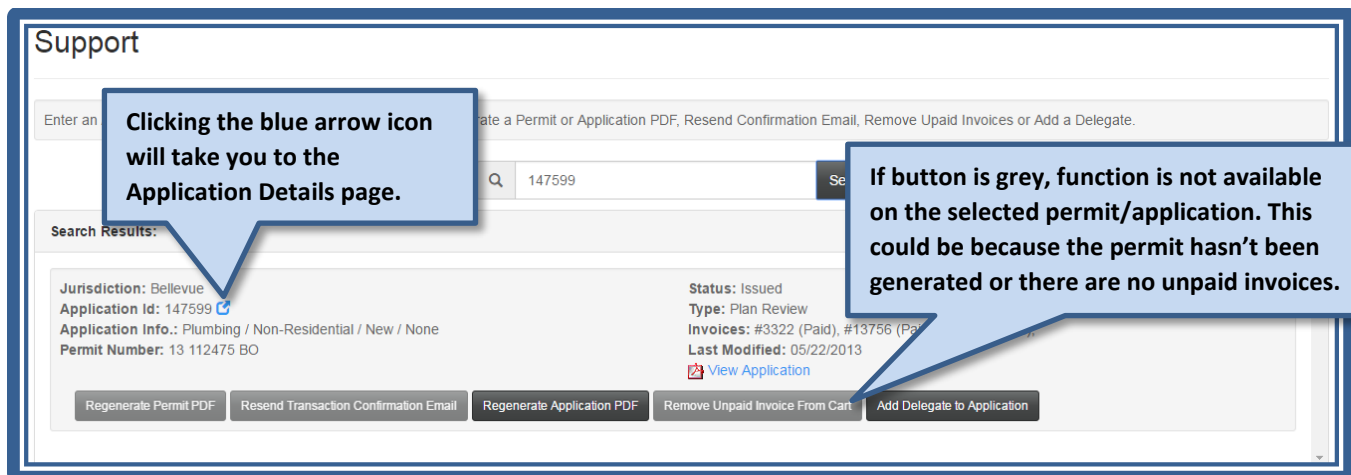 Support
Enter an
Clicking the blue arrow icon
will take you to the
Application Details page.
a Permit or Application PDF, Resend Confirmation Email, Remove Upaid Invoices or Add a Delegate.
147599
If button is grey, function is not available
on the selected permit/application. This
could be because the permit hasn't been
generated or there are no unpaid invoices.
Search Results:
Jurisdiction: Bellevue
Application Id: 147599
Application Info.: Plumbing / Non-Residential / New / None
Permit Number: 13 112475 BO
Status: Issued
Type: Plan Review
Invoices: #3322 (Paid), #13756
Last Modified: 05/22/2013
View Application
Regenerate Permit PDF Resend Transaction Confirmation Email Regenerate Application PDF Remove Unpaid Invoice From Cart Add Delegate to Application